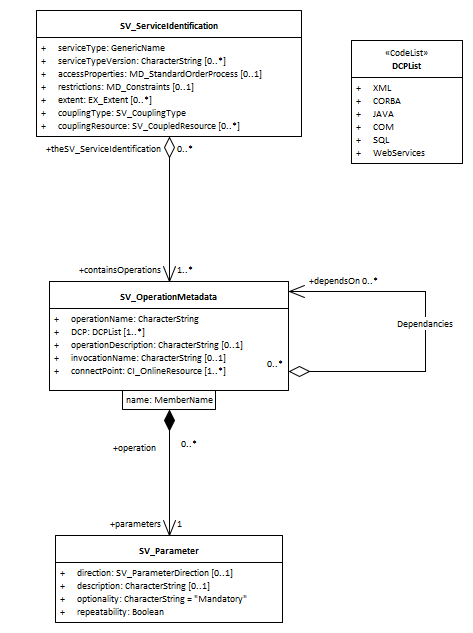 SV_ServiceIdentification
+ serviceType: GenericName
+ serviceTypeVersion: CharacterString [0..*]
+ accessProperties: MD_StandardOrderProcess [0..1]
+ restrictions: MD_Constraints [0..1]
+ extent: EX_Extent [0..*]
+ couplingType: SV_CouplingType
+ couplingResource: SV_CoupledResource [0..*]
«CodeList»
DCPList
+ XML
+ CORBA
+ JAVA
+ COM
+ SQL
+ WebServices
+theSV_ServiceIdentification 0..*
+containsOperations 1..*
SV_OperationMetadata
+ operationName: CharacterString
+ DCP: DCPList [1..*]
+ operationDescription: CharacterString [0..1]
+ invocationName: CharacterString [0..1]
+ connectPoint: CI_OnlineResource [1..*]
+dependsOn 0..*
Dependancies
0..*
name: MemberName
+operation 0..*
+parameters 1
SV_Parameter
+ direction: SV_ParameterDirection [0..1]
+ description: CharacterString [0..1]
+ optionality: CharacterString = "Mandatory"
+ repeatability: Boolean